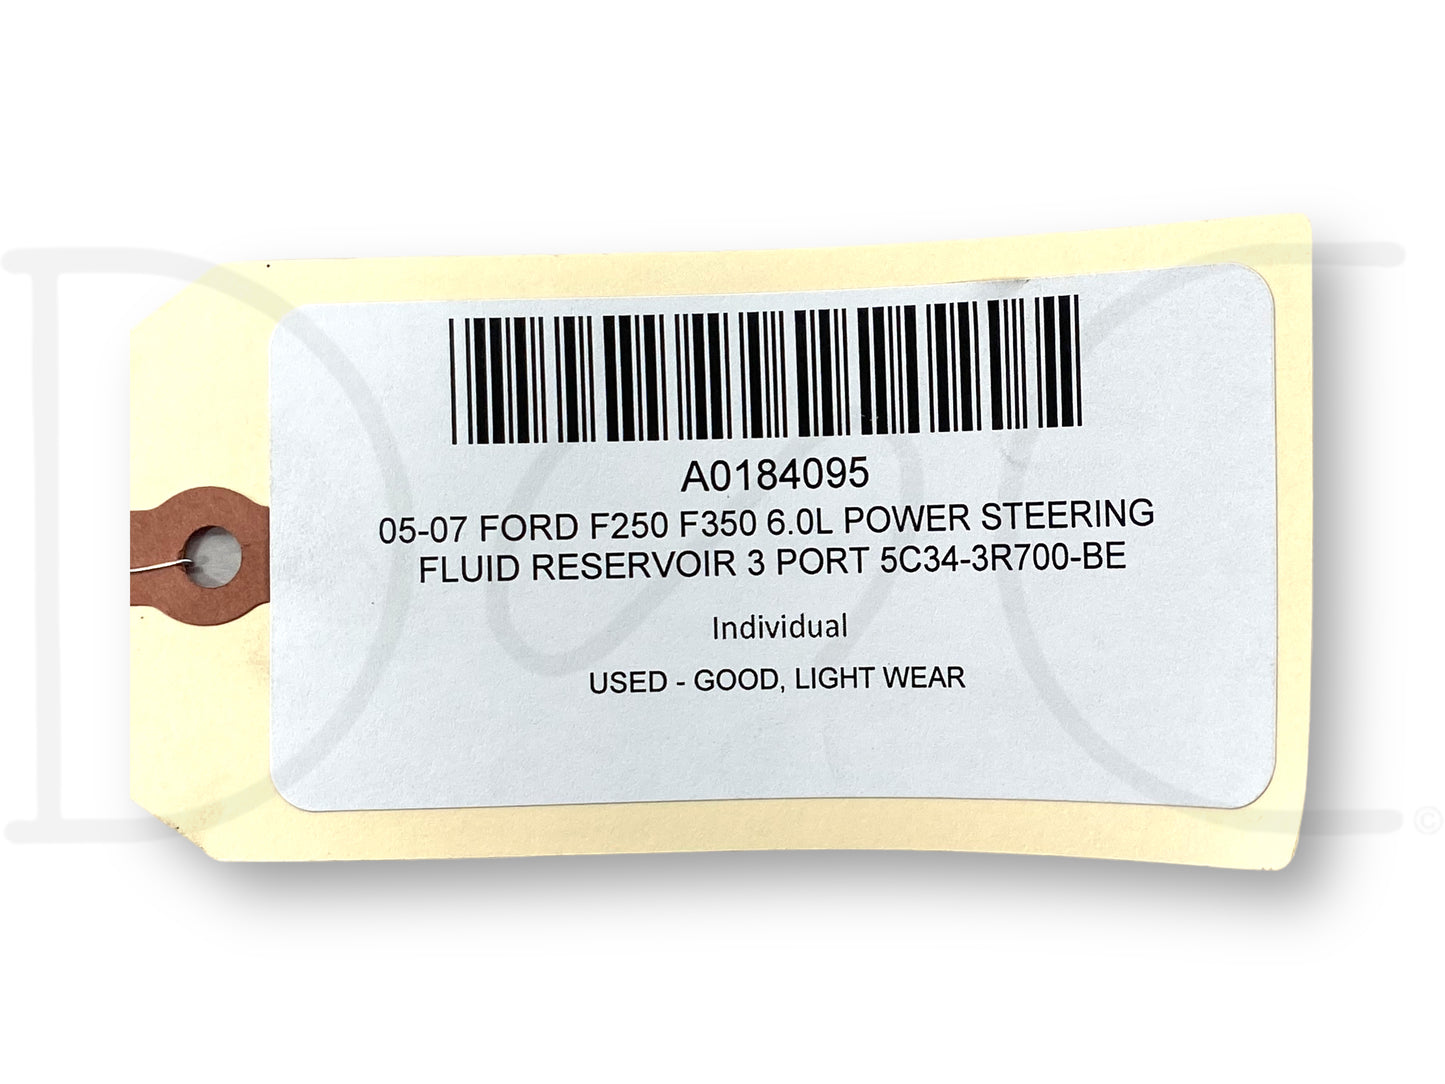 A0184095
05-07 FORD F250 F350 6.0L POWER STEERING
FLUID RESERVOIR 3 PORT 5C34-3R700-BE
Individual
USED - GOOD, LIGHT WEAR
©